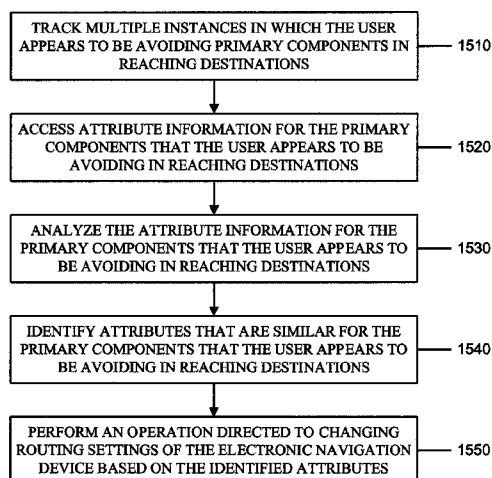 TRACK MULTIPLE INSTANCES IN WHICH THE USER
APPEARS TO BE AVOIDING PRIMARY COMPONENTS IN
REACHING DESTINATIONS
1510
ACCESS ATTRIBUTE INFORMATION FOR THE PRIMARY
COMPONENTS THAT THE USER APPEARS TO BE
AVOIDING IN REACHING DESTINATIONS
1520
ANALYZE THE ATTRIBUTE INFORMATION FOR THE
PRIMARY COMPONENTS THAT THE USER APPEARS TO
BE AVOIDING IN REACHING DESTINATIONS
1530
IDENTIFY ATTRIBUTES THAT ARE SIMILAR FOR THE
PRIMARY COMPONENTS THAT THE USER APPEARS TO
BE AVOIDING IN REACHING DESTINATIONS
1540
PERFORM AN OPERATION DIRECTED TO CHANGING
ROUTING SETTINGS OF THE ELECTRONIC NAVIGATION
DEVICE BASED ON THE IDENTIFIED ATTRIBUTES
1550